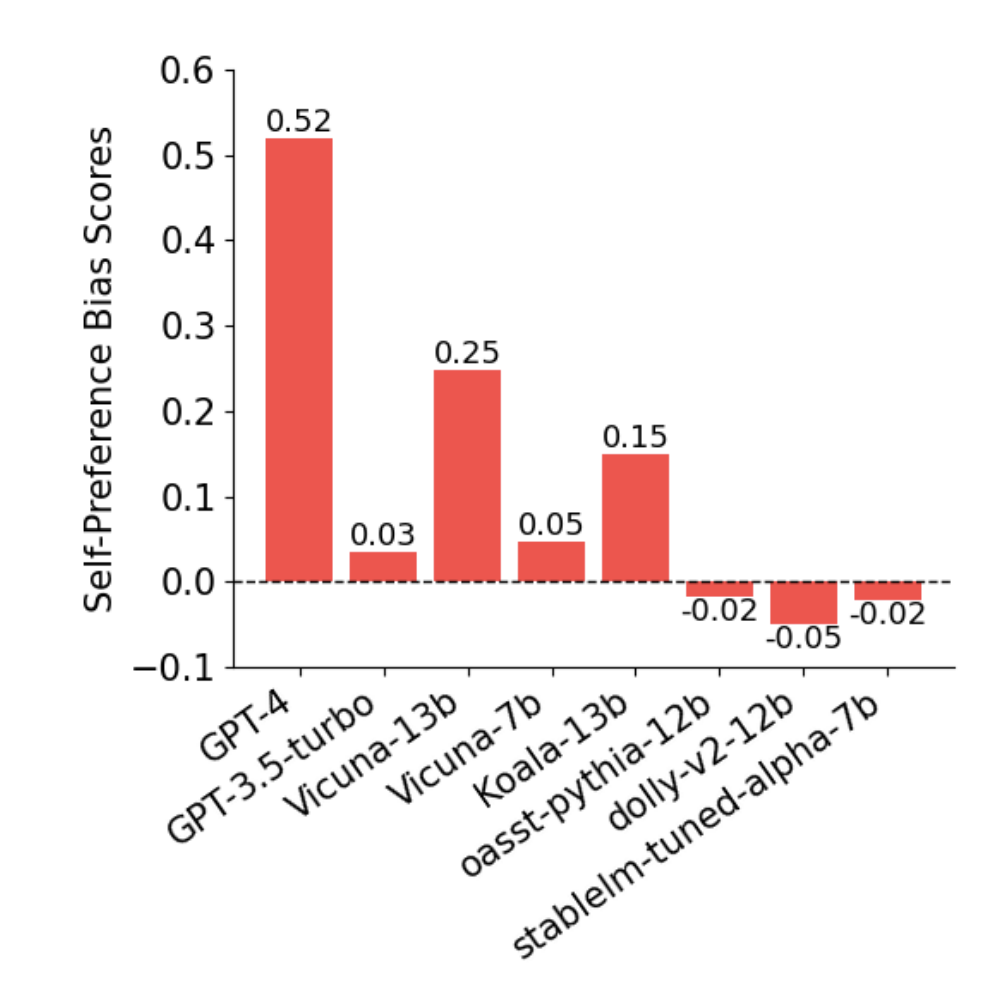 Self-Preference Bias Scores
0.6
0.5
0.4
0.3
0.2
0.1
0.0
−0.1
0.52
0.03
0.25
0.05
0.15
-0.02
-0.05
-0.02
GPT-4
GPT-3.5-turbo
Vicuna-13b
Vicuna-7b
Koala-13b
oasst-pythia-12b
dolly-v2-12b
stablelm-tuned-alpha-7b